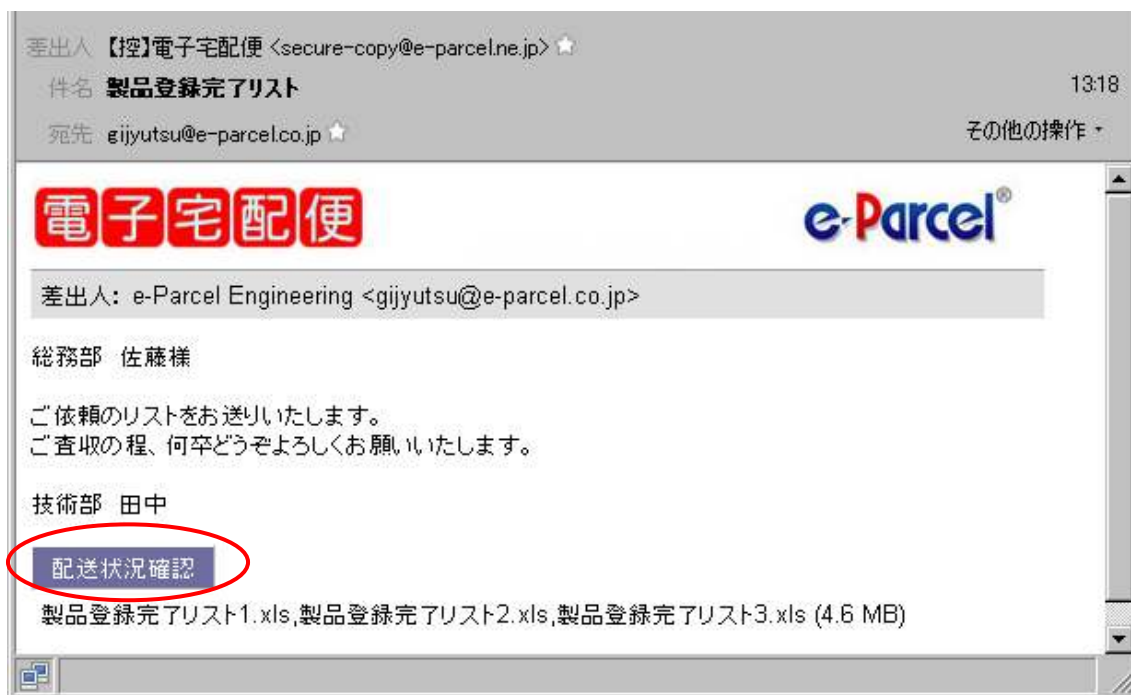 差出人 【控】電子宅配便 <secure-copy@e-parcel.ne.jp>
件名 製品登録完了リスト 13:18
宛先 gijyutsu@e-parcel.co.jp その他の操作
電子宅配便 e-Parcel®
差出人: e-Parcel Engineering <gijyutsu@e-parcel.co.jp>
総務部 佐藤様
ご依頼のリストをお送りいたします。
ご査収の程、何卒どうぞよろしくお願いいたします。
技術部 田中
配送状況確認
製品登録完了リスト1.xls,製品登録完了リスト2.xls,製品登録完了リスト3.xls (4.6 MB)